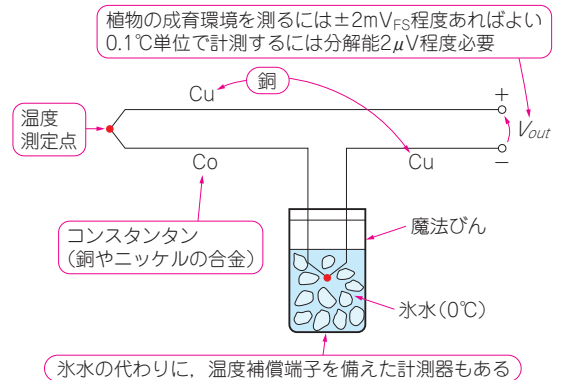 植物の成育環境を測るには±2mVFS程度あればよい
0.1℃単位で計測するには分解能2μV程度必要
Cu
銅
+
温度
測定点
Vout
Co
Cu
−
コンスタンタン
(銅やニッケルの合金)
魔法びん
氷水(0℃)
氷水の代わりに，温度補償端子を備えた計測器もある